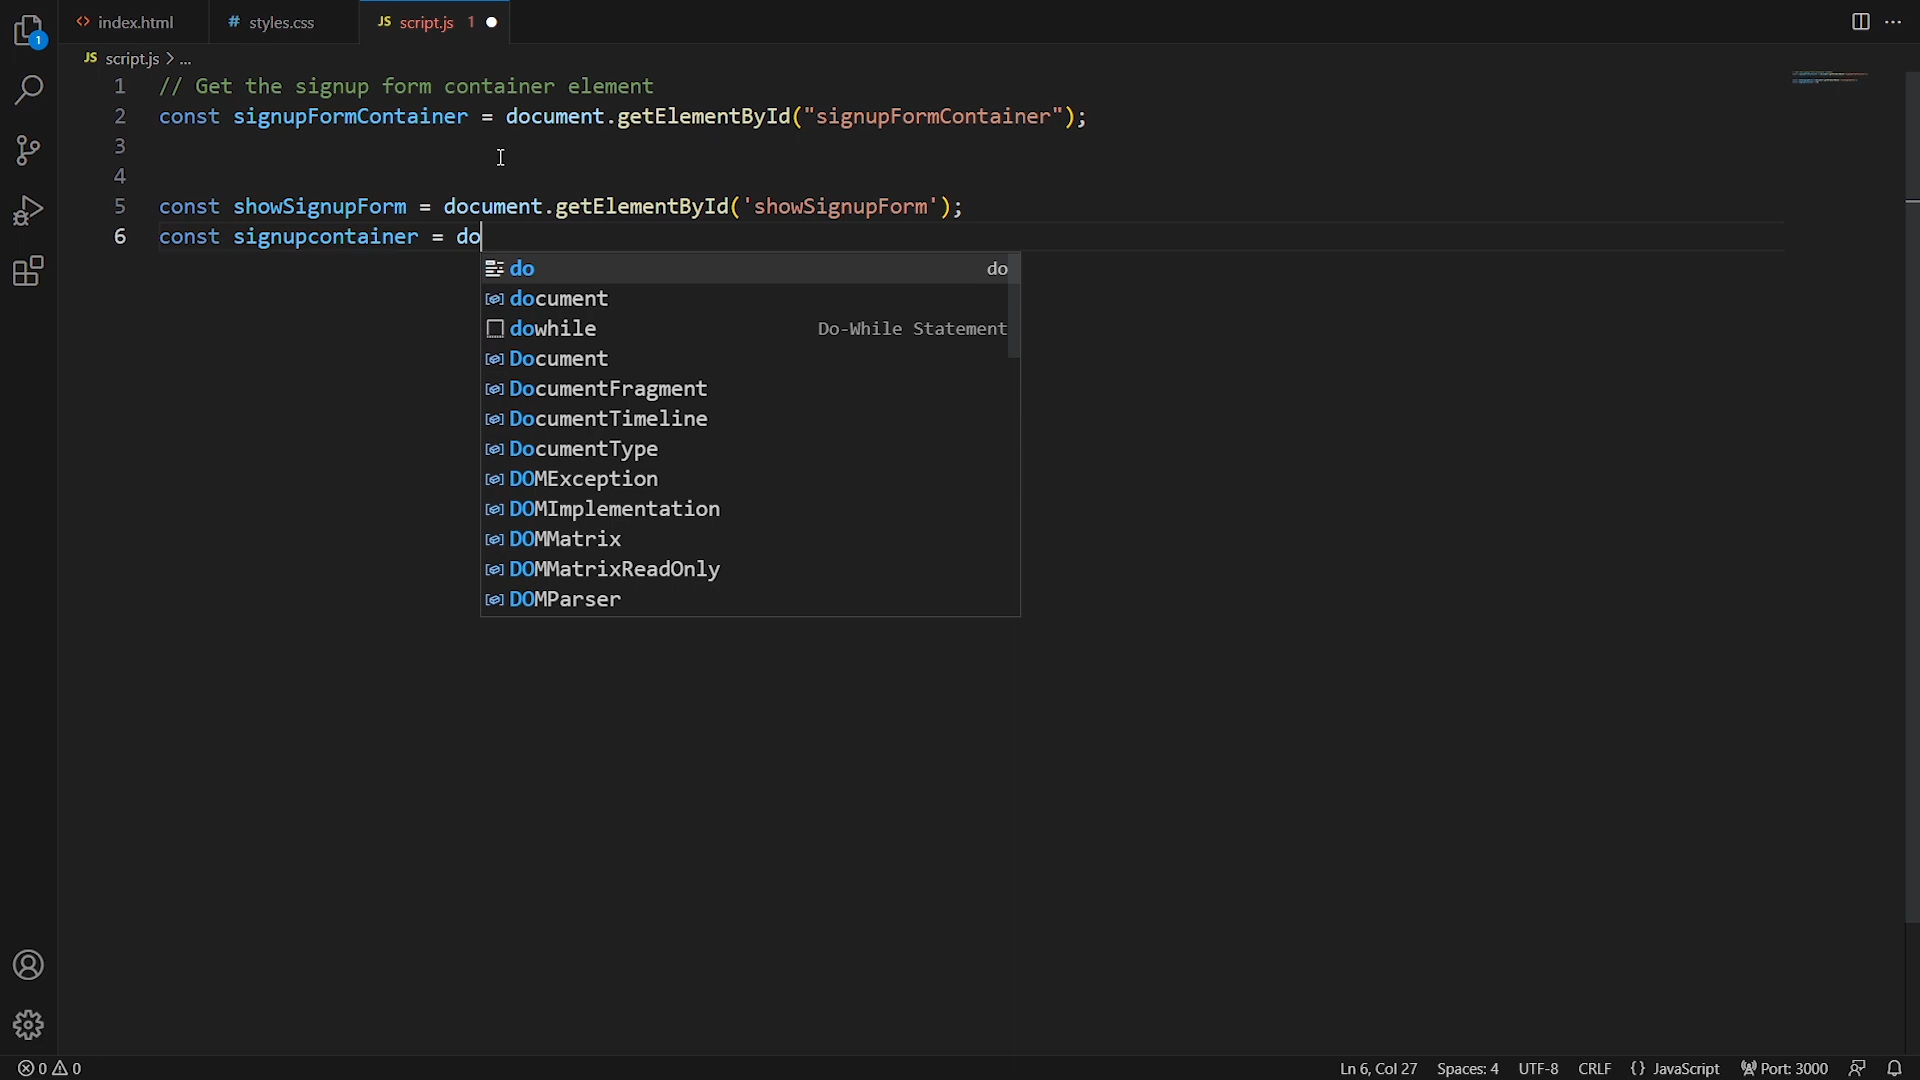 index.html styles.css JS script.js 1
1
JS script.js > ...
1 // Get the signup form container element
2 const signupFormContainer = document.getElementById("signupFormContainer");
3
4
5 const showSignupForm = document.getElementById('showSignupForm');
6 const signupcontainer = do
do do
document
dowhile Do-While Statement
Document
DocumentFragment
DocumentTimeline
DocumentType
DOMException
DOMImplementation
DOMMatrix
DOMMatrixReadOnly
DOMParser
0 0 Ln 6, Col 27 Spaces: 4 UTF-8 CRLF {} JavaScript Port: 3000